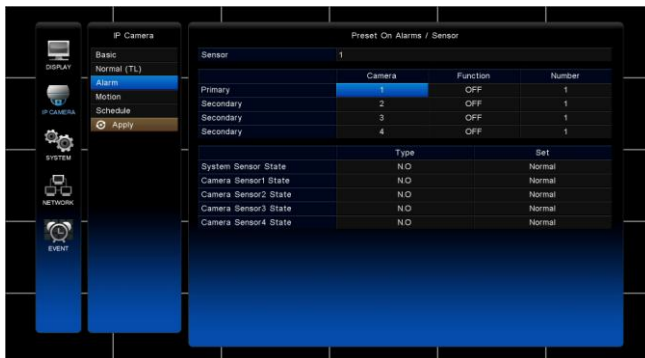 IP Camera
Preset On Alarms / Sensor
DISPLAY
IP CAMERA
SYSTEM
NETWORK
EVENT
Basic
Normal (TL)
Alarm
Motion
Schedule
Apply
Sensor 1
Camera Function Number
Primary 1 OFF 1
Secondary 2 OFF 1
Secondary 3 OFF 1
Secondary 4 OFF 1
Type Set
System Sensor State N.O Normal
Camera Sensor1 State N.O Normal
Camera Sensor2 State N.O Normal
Camera Sensor3 State N.O Normal
Camera Sensor4 State N.O Normal